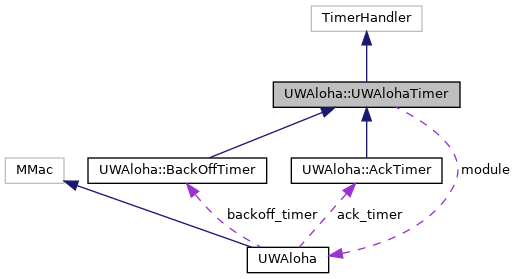 TimerHandler
UWAloha::UWAlohaTimer
MMac
UWAloha::BackOffTimer
UWAloha::AckTimer
module
backoff_timer
ack_timer
UWAloha